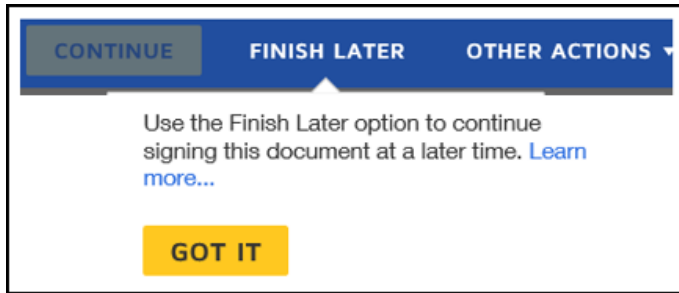 CONTINUE FINISH LATER OTHER ACTIONS
Use the Finish Later option to continue
signing this document at a later time. Learn
more...
GOT IT